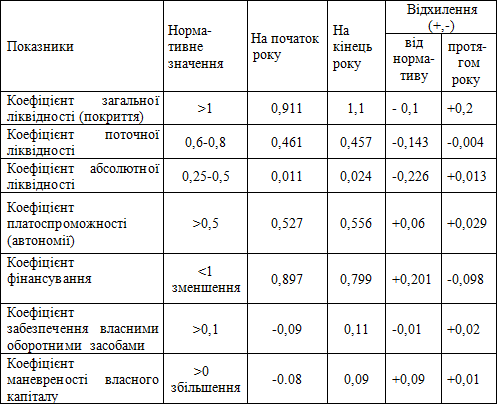 Показники
Норма-
тивне
значення
На початок
року
На
кінець
року
Відхилення
(+,-)
від
норма-
тиву
протя-
гом
року
Коефіцієнт загальної
ліквідності (покриття)
>1
0,911
1,1
- 0,1
+0,2
Коефіцієнт поточної
ліквідності
0,6-0,8
0,461
0,457
-0,143
-0,004
Коефіцієнт абсолютної
ліквідності
0,25-0,5
0,011
0,024
-0,226
+0,013
Коефіцієнт
платоспроможності
(автономії)
>0,5
0,527
0,556
+0,06
+0,029
Коефіцієнт
фінансування
<1
зменшення
0,897
0,799
+0,201
-0,098
Коефіцієнт
забезпечення власними
оборотними засобами
>0,1
-0,09
0,11
-0,01
+0,02
Коефіцієнт
маневреності власного
капіталу
>0
збільшення
-0.08
0,09
+0,09
+0,01